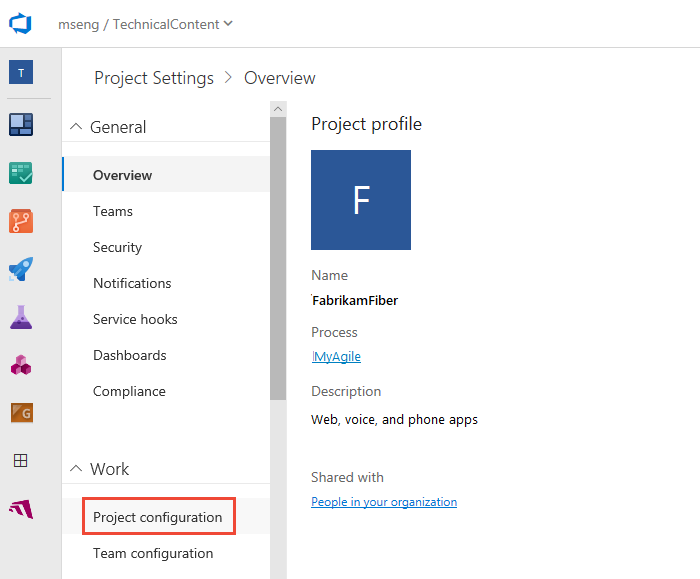 mseng / TechnicalContent
T
Project Settings > Overview
General
Overview
Teams
Security
Notifications
Service hooks
Dashboards
Compliance
Work
Project configuration
Team configuration
Project profile
F
Name
FabrikamFiber
Process
MyAgile
Description
Web, voice, and phone apps
Shared with
People in your organization
G